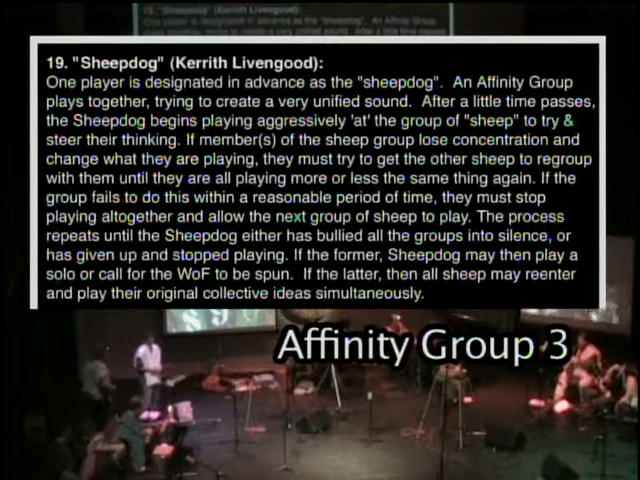 19. "Sheepdog" (Kerrith Livengood):
One player is designated in advance as the "sheepdog".  An Affinity Group
plays together, trying to create a very unified sound.  After a little time passes,
the Sheepdog begins playing aggressively 'at' the group of "sheep" to try &
steer their thinking. If member(s) of the sheep group lose concentration and
change what they are playing, they must try to get the other sheep to regroup
with them until they are all playing more or less the same thing again. If the
group fails to do this within a reasonable period of time, they must stop
playing altogether and allow the next group of sheep to play. The process
repeats until the Sheepdog either has bullied all the groups into silence, or
has given up and stopped playing. If the former, Sheepdog may then play a
solo or call for the WoF to be spun.  If the latter, then all sheep may reenter
and play their original collective ideas simultaneously.
Affinity Group 3